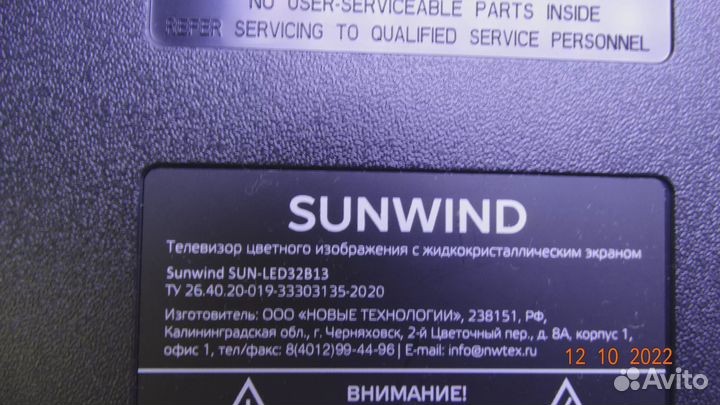 NO USER-SERVICEABLE PARTS INSIDE
REFER SERVICING TO QUALIFIED SERVICE PERSONNEL
SUNWIND
Телевизор цветного изображения с жидкокристаллическим экраном
Sunwind SUN-LED32B13
ТУ 26.40.20-019-33303135-2020
Изготовитель: ООО «НОВЫЕ ТЕХНОЛОГИИ», 238151, РФ,
Калининградская обл., г. Черняховск, 2-й Цветочный пер., д. 8А, корпус 1,
офис 1, тел/факс: 8(4012)99-44-96 | E-mail: info@nwtex.ru
12 10 2022
ВНИМАНИЕ!
Avito